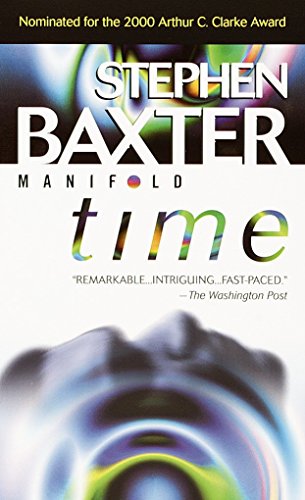 Nominated for the 2000 Arthur C. Clarke Award
STEPHEN
BAXTER
MANIFOLD
time
“REMARKABLE...INTRIGUING...FAST-PACED.”
—The Washington Post